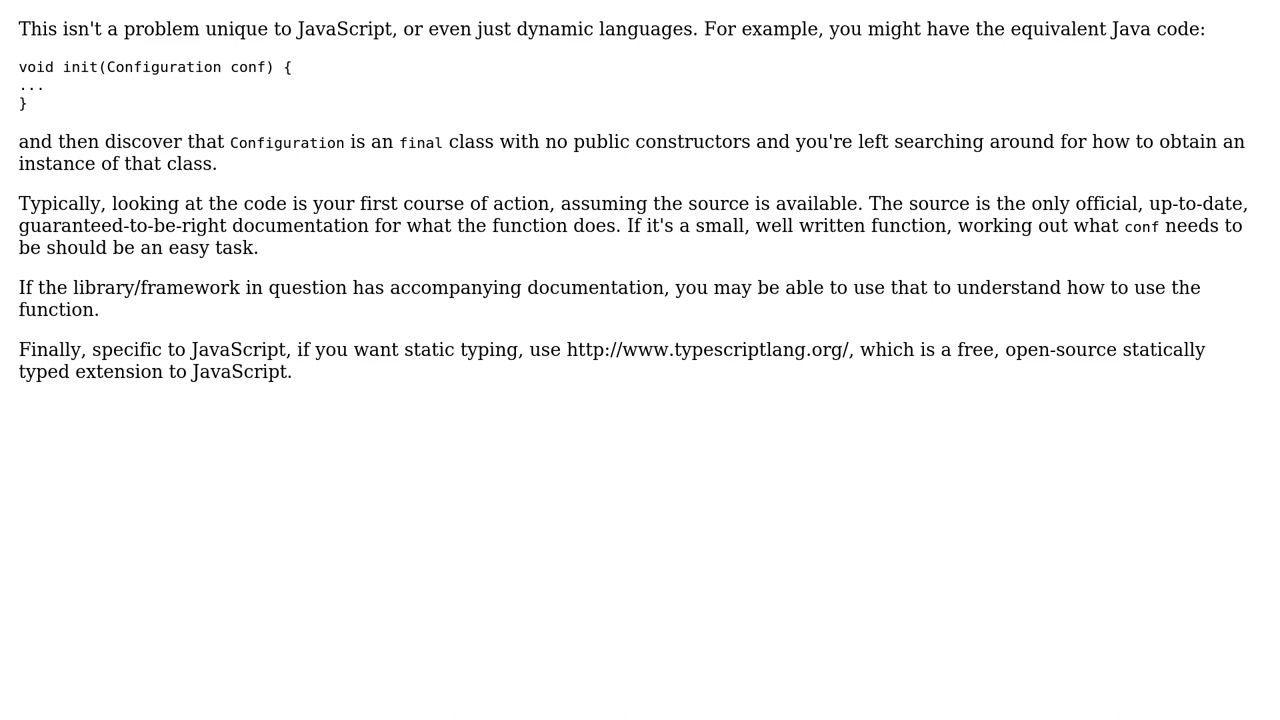 This isn't a problem unique to JavaScript, or even just dynamic languages. For example, you might have the equivalent Java code:
void init(Configuration conf) {
...
}
and then discover that Configuration is an final class with no public constructors and you're left searching around for how to obtain an
instance of that class.
Typically, looking at the code is your first course of action, assuming the source is available. The source is the only official, up-to-date,
guaranteed-to-be-right documentation for what the function does. If it's a small, well written function, working out what conf needs to
be should be an easy task.
If the library/framework in question has accompanying documentation, you may be able to use that to understand how to use the
function.
Finally, specific to JavaScript, if you want static typing, use http://www.typescriptlang.org/, which is a free, open-source statically
typed extension to JavaScript.